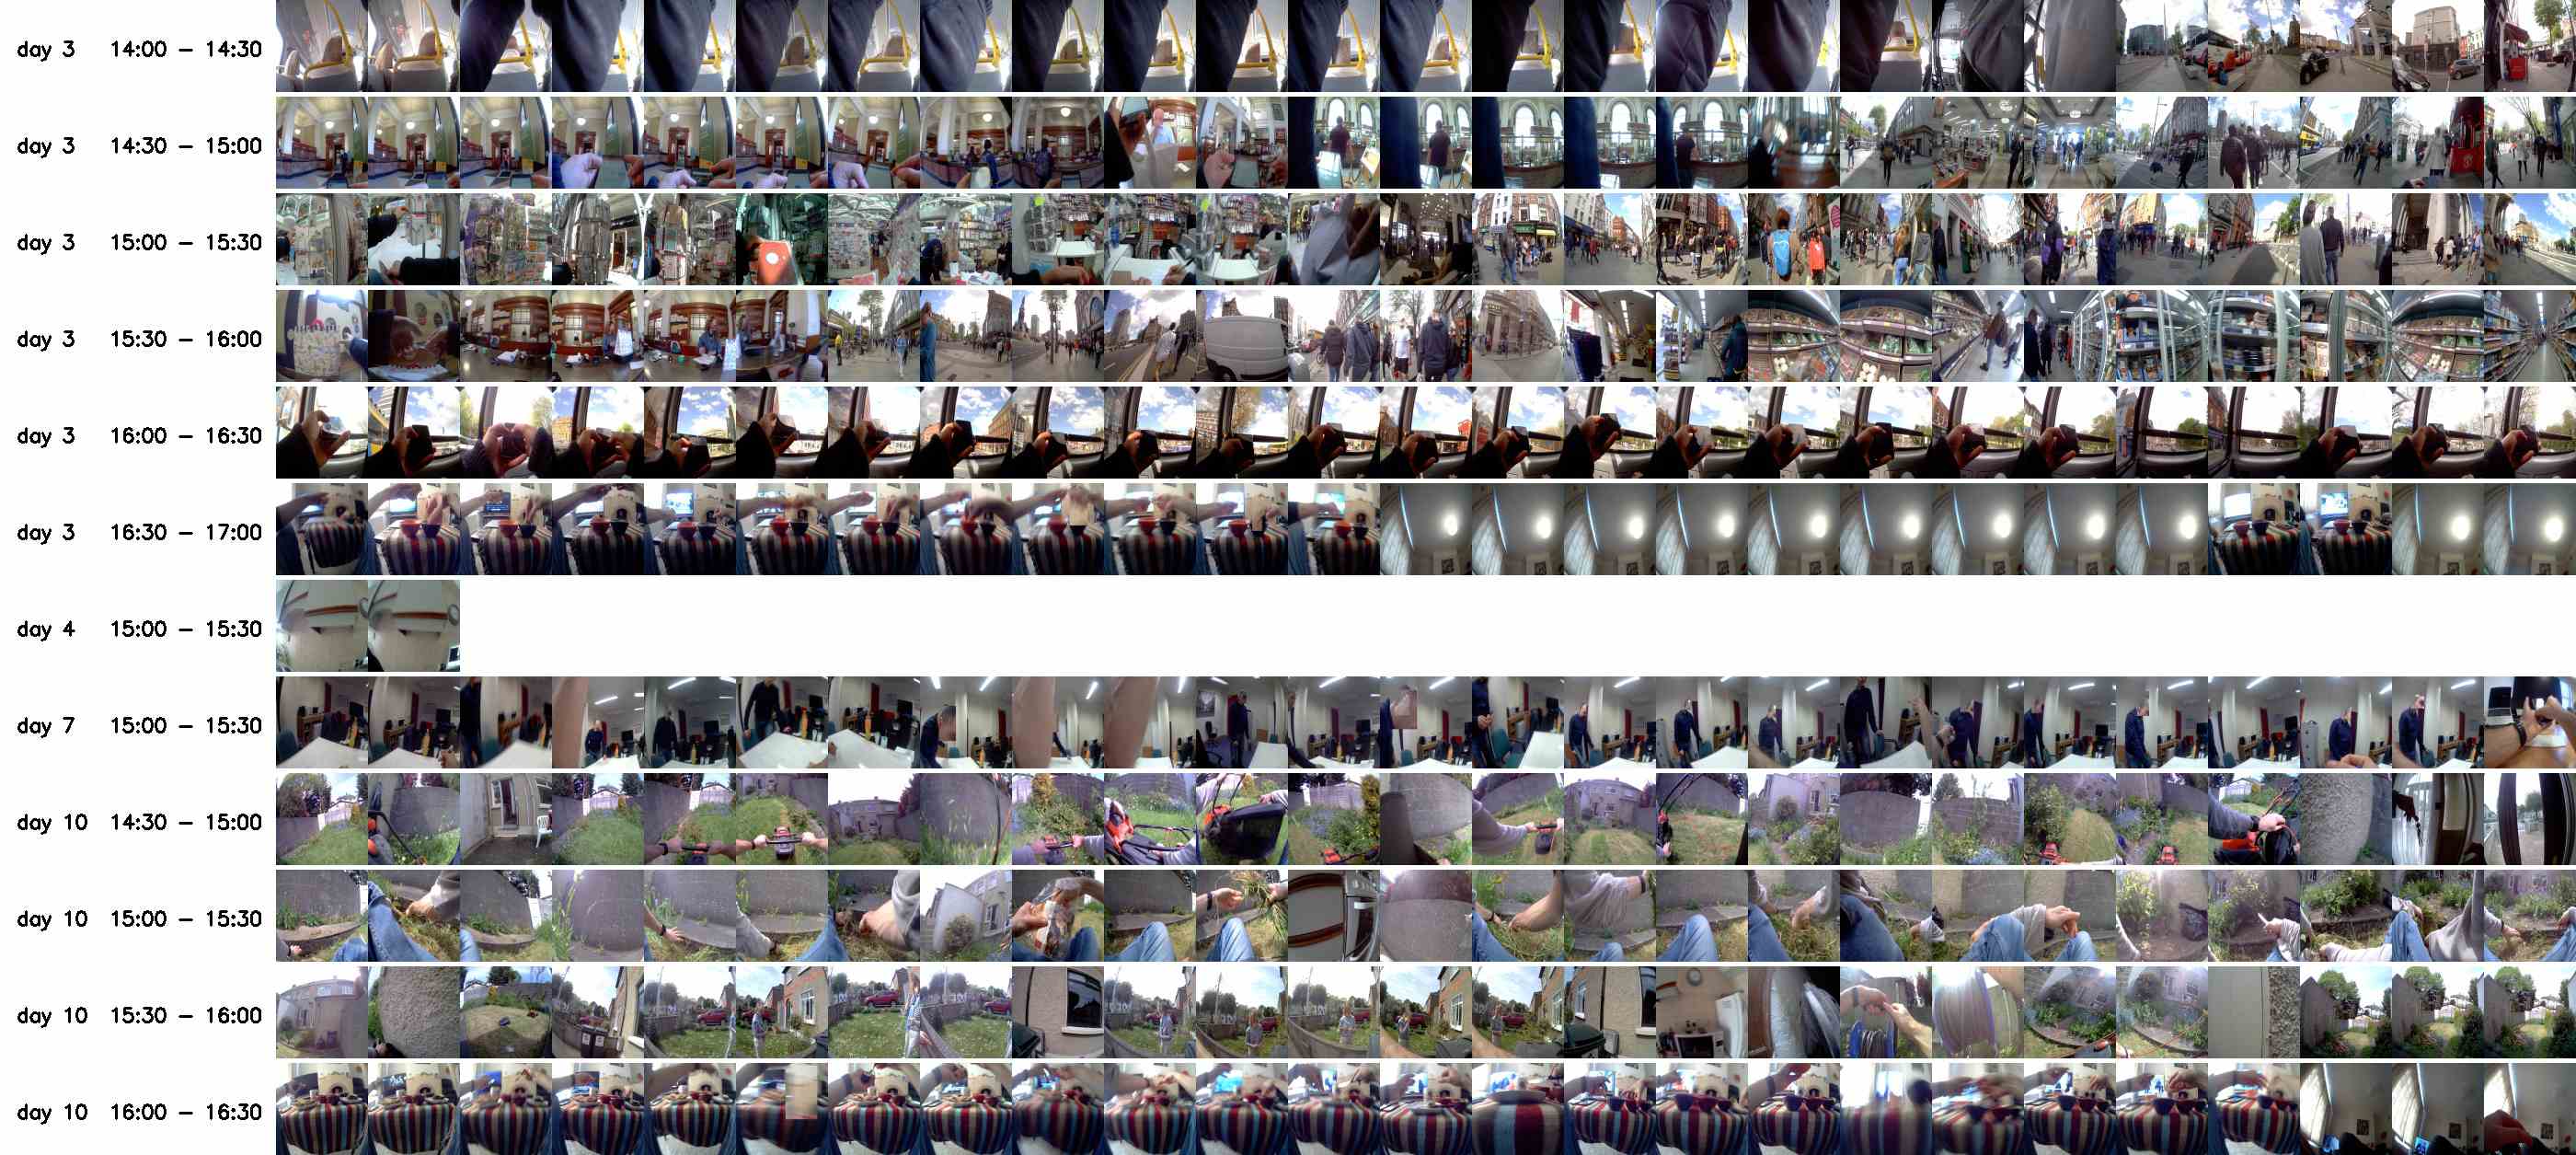 day 3 14:00 - 14:30
day 3 14:30 - 15:00
day 3 15:00 - 15:30
day 3 15:30 - 16:00
day 3 16:00 - 16:30
day 3 16:30 - 17:00
day 4 15:00 - 15:30
day 7 15:00 - 15:30
day 10 14:30 - 15:00
day 10 15:00 - 15:30
day 10 15:30 - 16:00
day 10 16:00 - 16:30